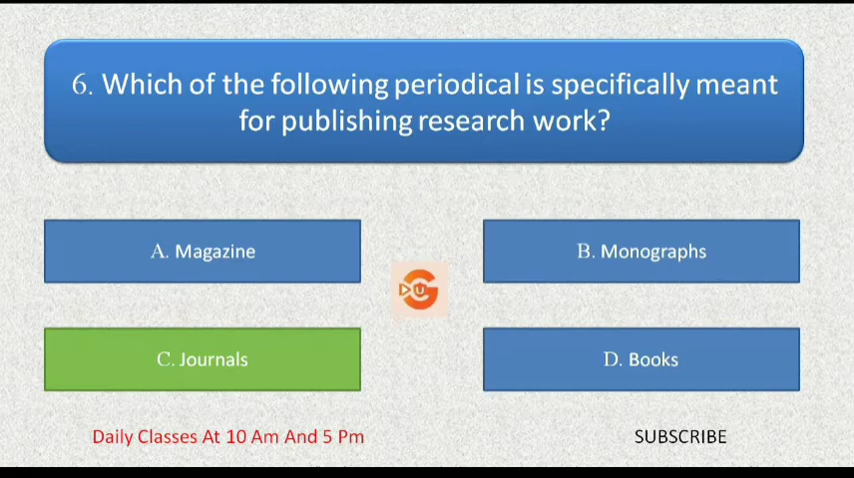 6. Which of the following periodical is specifically meant
for publishing research work?
A. Magazine
B. Monographs
C. Journals
D. Books
Daily Classes At 10 Am And 5 Pm
SUBSCRIBE